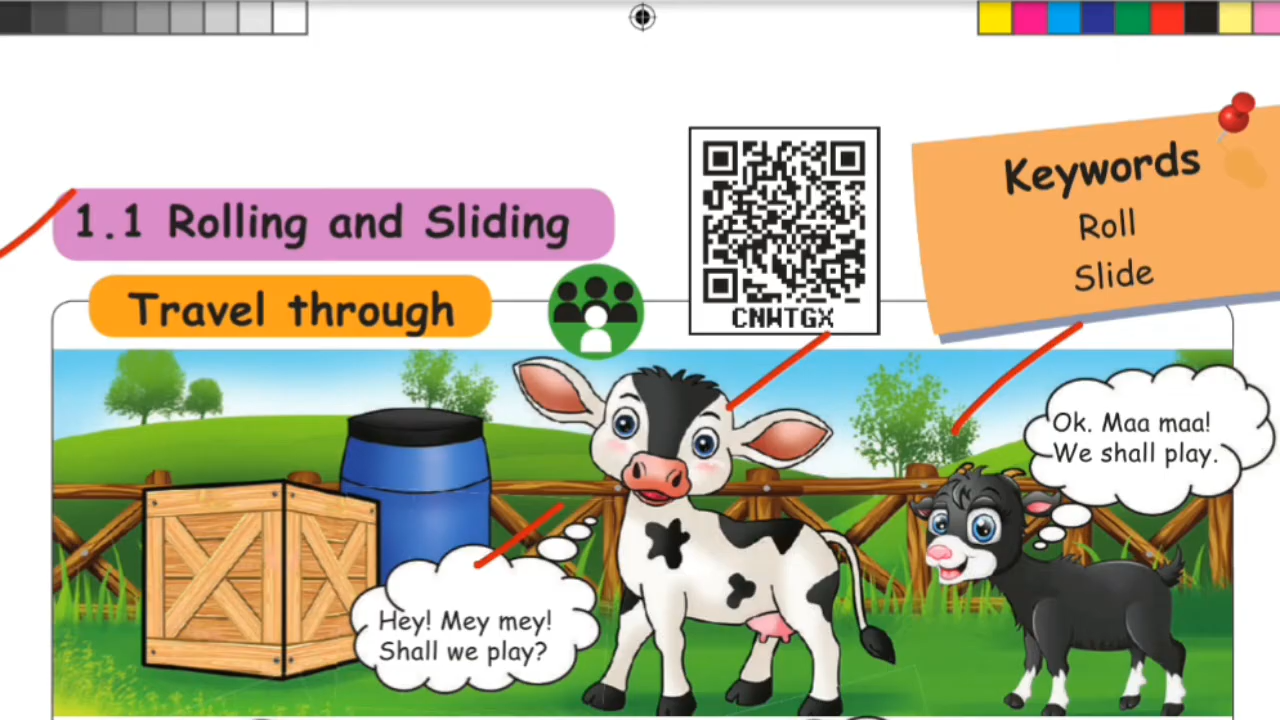 CNWTGX
Keywords
Roll
Slide
1.1 Rolling and Sliding
Travel through
Ok. Maa maa!
We shall play.
Hey! Mey mey!
Shall we play?